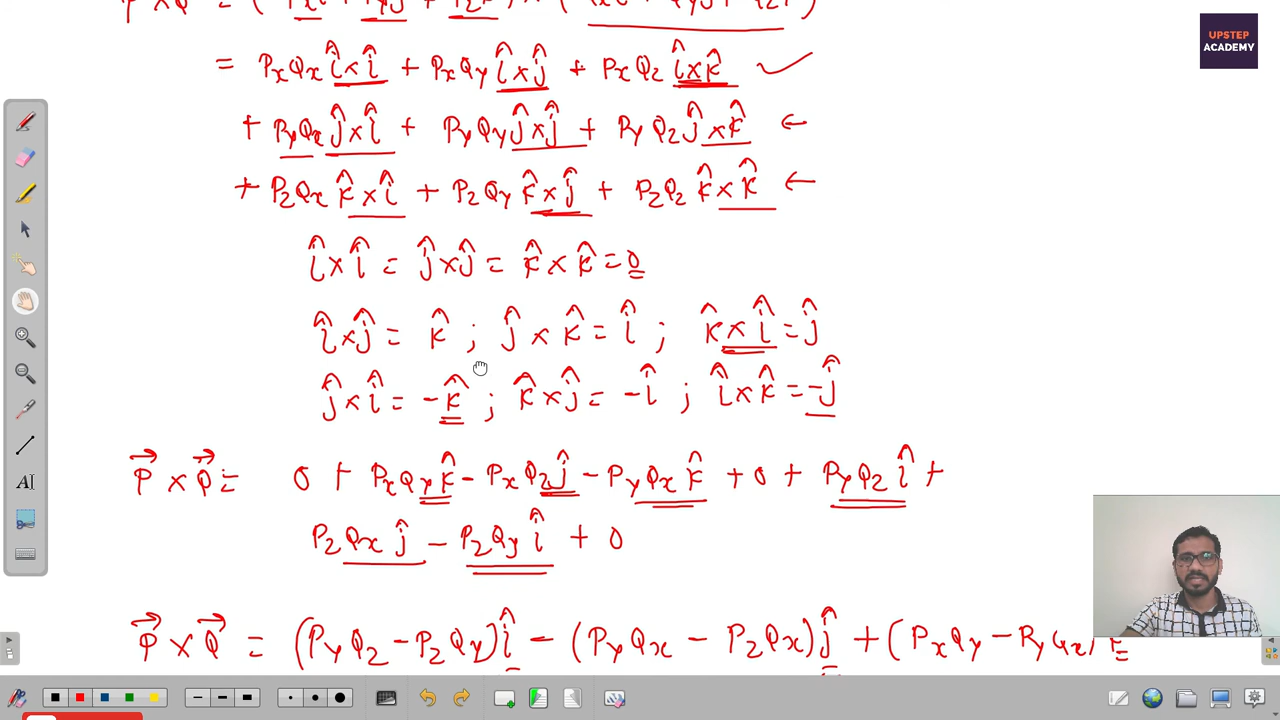 UPSTEP
ACADEMY
= PxQx î×î + PxQy î×ĵ + PxQz î×k̂ ✓
+ PyQx ĵ×î + PyQy ĵ×ĵ + PyQz ĵ×k̂ ←
+ PzQx k̂×î + PzQy k̂×ĵ + PzQz k̂×k̂ ←
î×î = ĵ×ĵ = k̂×k̂ = 0
î×ĵ = k̂ ; ĵ×k̂ = î ; k̂×î = ĵ
ĵ×î = -k̂ ; k̂×ĵ = -î ; î×k̂ = -ĵ
P⃗ × Q⃗ = 0 + PxQy k̂ - PxQz ĵ - PyQx k̂ + 0 + PyQz î +
PzQx ĵ - PzQy î + 0
P⃗ × Q⃗ = (PyQz - PzQy) î - (PyQx - PzQx) ĵ + (PxQy - PyQx) k̂